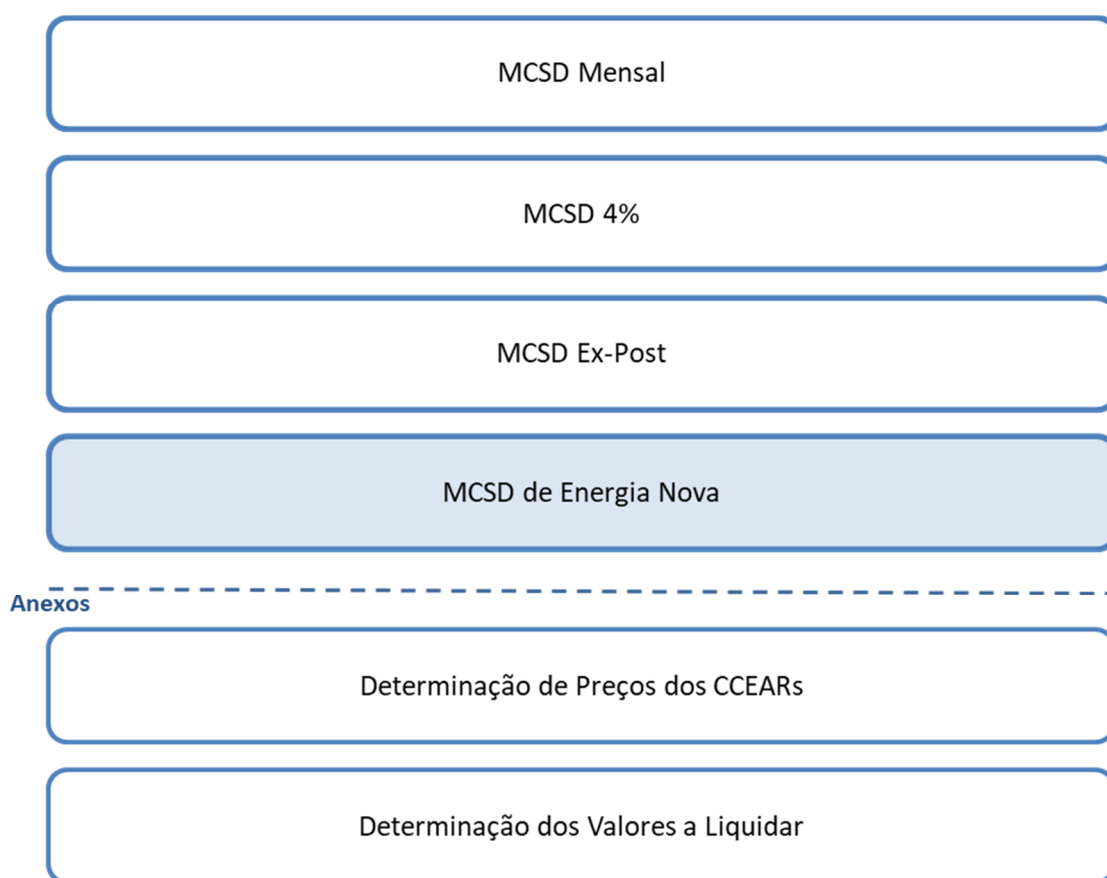 MCSD Mensal
MCSD 4%
MCSD Ex-Post
MCSD de Energia Nova
Anexos
Determinação de Preços dos CCEARs
Determinação dos Valores a Liquidar